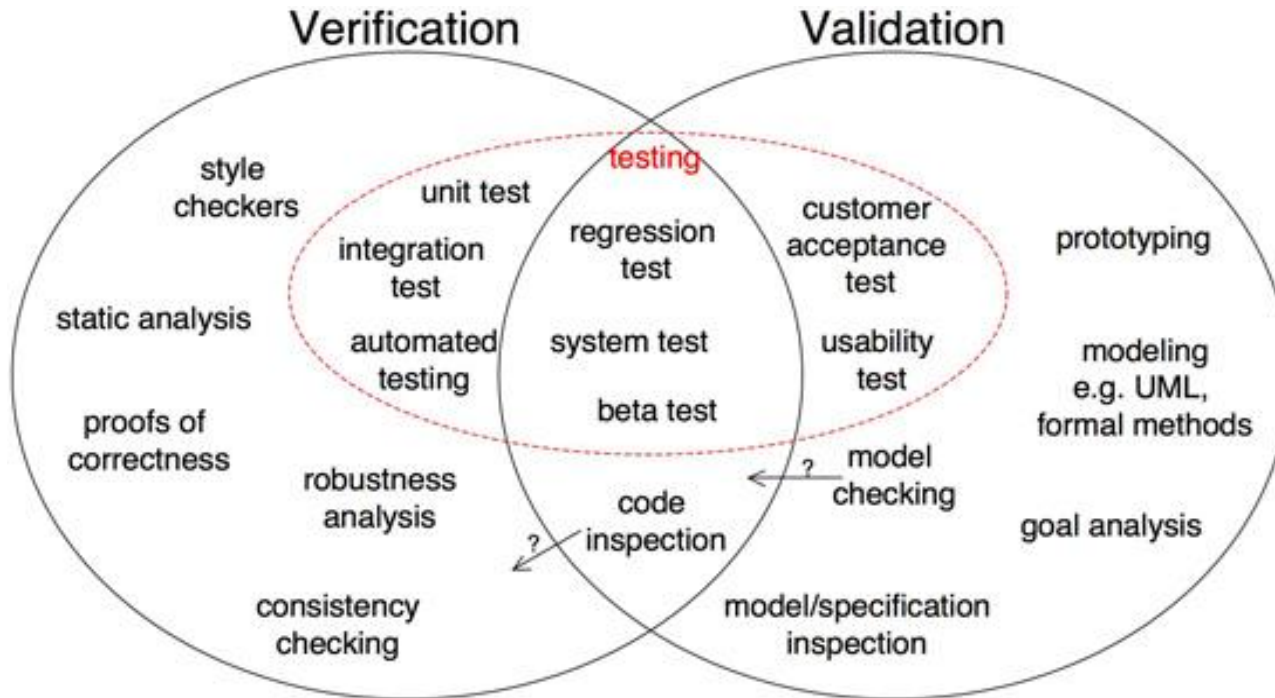 Verification
Validation
testing
style
checkers
unit test
regression
test
customer
acceptance
test
prototyping
integration
test
static analysis
automated
testing
system test
usability
test
modeling
e.g. UML,
formal methods
beta test
proofs of
correctness
robustness
analysis
?
model
checking
code
inspection
?
goal analysis
consistency
checking
model/specification
inspection